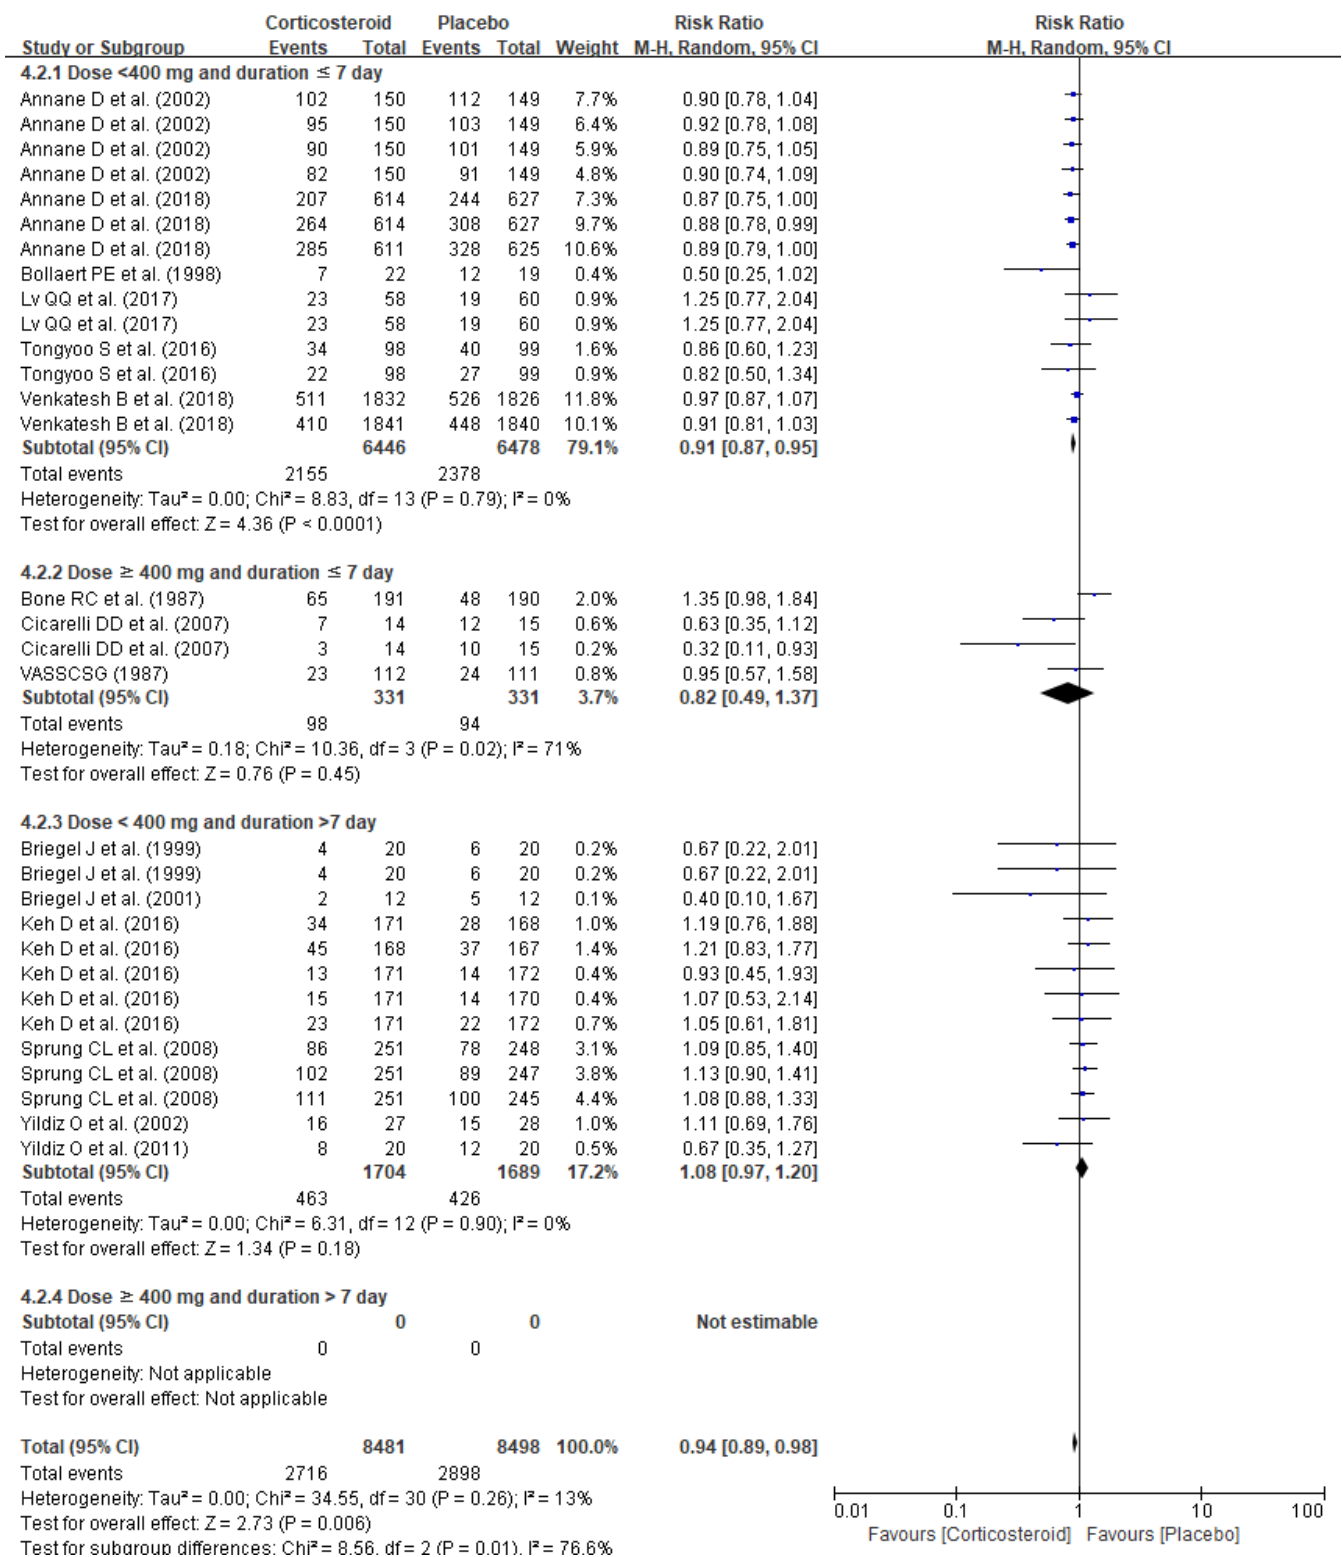 Corticosteroid Placebo Risk Ratio Risk Ratio
Study or Subgroup Events Total Events Total Weight M-H, Random, 95% CI M-H, Random, 95% CI
4.2.1 Dose <400 mg and duration ≤ 7 day
Annane D et al. (2002) 102 150 112 149 7.7% 0.90 [0.78, 1.04]
Annane D et al. (2002) 95 150 103 149 6.4% 0.92 [0.78, 1.08]
Annane D et al. (2002) 90 150 101 149 5.9% 0.89 [0.75, 1.05]
Annane D et al. (2002) 82 150 91 149 4.8% 0.90 [0.74, 1.09]
Annane D et al. (2018) 207 614 244 627 7.3% 0.87 [0.75, 1.00]
Annane D et al. (2018) 264 614 308 627 9.7% 0.88 [0.78, 0.99]
Annane D et al. (2018) 285 611 328 625 10.6% 0.89 [0.79, 1.00]
Bollaert PE et al. (1998) 7 22 12 19 0.4% 0.50 [0.25, 1.02]
Lv QQ et al. (2017) 23 58 19 60 0.9% 1.25 [0.77, 2.04]
Lv QQ et al. (2017) 23 58 19 60 0.9% 1.25 [0.77, 2.04]
Tongyoo S et al. (2016) 34 98 40 99 1.6% 0.86 [0.60, 1.23]
Tongyoo S et al. (2016) 22 98 27 99 0.9% 0.82 [0.50, 1.34]
Venkatesh B et al. (2018) 511 1832 526 1826 11.8% 0.97 [0.87, 1.07]
Venkatesh B et al. (2018) 410 1841 448 1840 10.1% 0.91 [0.81, 1.03]
Subtotal (95% CI) 6446 6478 79.1% 0.91 [0.87, 0.95]
Total events 2155 2378
Heterogeneity: Tau² = 0.00; Chi² = 8.83, df = 13 (P = 0.79); I² = 0%
Test for overall effect: Z = 4.36 (P < 0.0001)
4.2.2 Dose ≥ 400 mg and duration ≤ 7 day
Bone RC et al. (1987) 65 191 48 190 2.0% 1.35 [0.98, 1.84]
Cicarelli DD et al. (2007) 7 14 12 15 0.6% 0.63 [0.35, 1.12]
Cicarelli DD et al. (2007) 3 14 10 15 0.2% 0.32 [0.11, 0.93]
VASSCSG (1987) 23 112 24 111 0.8% 0.95 [0.57, 1.58]
Subtotal (95% CI) 331 331 3.7% 0.82 [0.49, 1.37]
Total events 98 94
Heterogeneity: Tau² = 0.18; Chi² = 10.36, df = 3 (P = 0.02); I² = 71%
Test for overall effect: Z = 0.76 (P = 0.45)
4.2.3 Dose < 400 mg and duration >7 day
Briegel J et al. (1999) 4 20 6 20 0.2% 0.67 [0.22, 2.01]
Briegel J et al. (1999) 4 20 6 20 0.2% 0.67 [0.22, 2.01]
Briegel J et al. (2001) 2 12 5 12 0.1% 0.40 [0.10, 1.67]
Keh D et al. (2016) 34 171 28 168 1.0% 1.19 [0.76, 1.88]
Keh D et al. (2016) 45 168 37 167 1.4% 1.21 [0.83, 1.77]
Keh D et al. (2016) 13 171 14 172 0.4% 0.93 [0.45, 1.93]
Keh D et al. (2016) 15 171 14 170 0.4% 1.07 [0.53, 2.14]
Keh D et al. (2016) 23 171 22 172 0.7% 1.05 [0.61, 1.81]
Sprung CL et al. (2008) 86 251 78 248 3.1% 1.09 [0.85, 1.40]
Sprung CL et al. (2008) 102 251 89 247 3.8% 1.13 [0.90, 1.41]
Sprung CL et al. (2008) 111 251 100 245 4.4% 1.08 [0.88, 1.33]
Yildiz O et al. (2002) 16 27 15 28 1.0% 1.11 [0.69, 1.76]
Yildiz O et al. (2011) 8 20 12 20 0.5% 0.67 [0.35, 1.27]
Subtotal (95% CI) 1704 1689 17.2% 1.08 [0.97, 1.20]
Total events 463 426
Heterogeneity: Tau² = 0.00; Chi² = 6.31, df = 12 (P = 0.90); I² = 0%
Test for overall effect: Z = 1.34 (P = 0.18)
4.2.4 Dose ≥ 400 mg and duration > 7 day
Subtotal (95% CI) 0 0 Not estimable
Total events 0 0
Heterogeneity: Not applicable
Test for overall effect: Not applicable
Total (95% CI) 8481 8498 100.0% 0.94 [0.89, 0.98]
Total events 2716 2898
Heterogeneity: Tau² = 0.00; Chi² = 34.55, df = 30 (P = 0.26); I² = 13%
Test for overall effect: Z = 2.73 (P = 0.006)
Test for subgroup differences: Chi² = 8.56, df = 2 (P = 0.01), I² = 76.6%
0.01 0.1 1 10 100
Favours [Corticosteroid] Favours [Placebo]